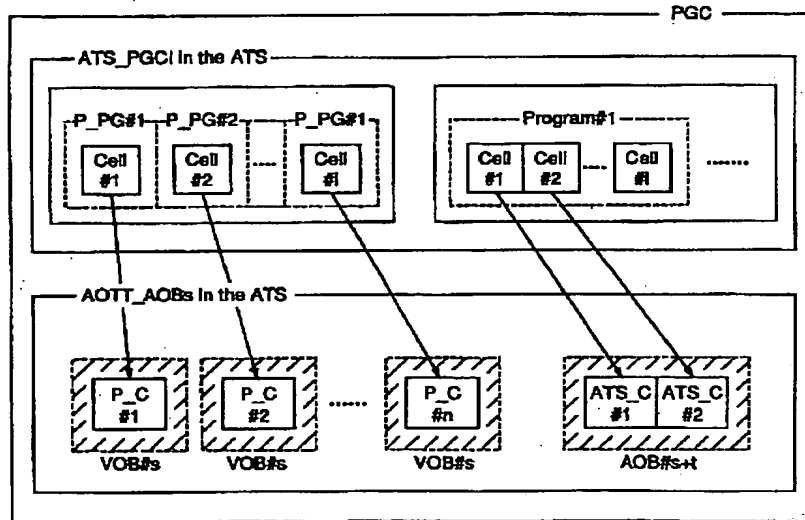 PGC
ATS_PGCI in the ATS
P_PG#1 P_PG#2 P_PG#1
Cell #1
Cell #2
.....
Cell #i
Program#1
Cell #1
Cell #2
....
Cell #i
.......
AOTT_AOBs in the ATS
P_C #1
P_C #2
......
P_C #n
ATS_C #1
ATS_C #2
VOB#s VOB#s VOB#s AOB#s+t